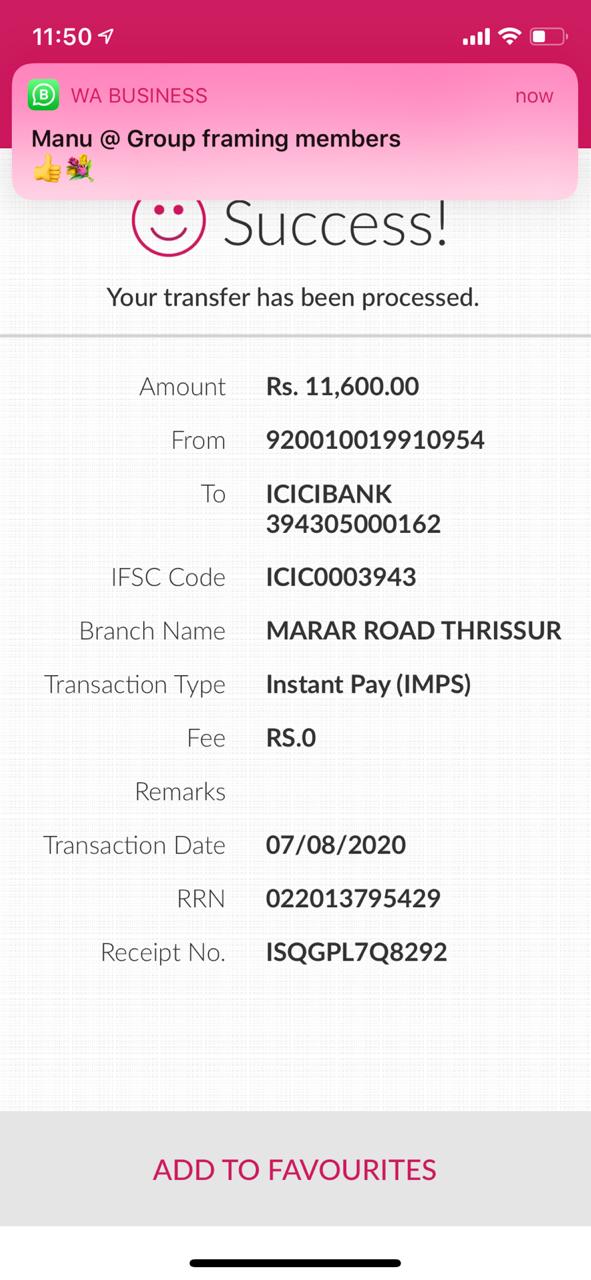 11:50
WA BUSINESS now
Manu @ Group framing members
👍💐
Success!
Your transfer has been processed.
Amount Rs. 11,600.00
From 920010019910954
To ICICIBANK
394305000162
IFSC Code ICIC0003943
Branch Name MARAR ROAD THRISSUR
Transaction Type Instant Pay (IMPS)
Fee RS.0
Remarks
Transaction Date 07/08/2020
RRN 022013795429
Receipt No. ISQGPL7Q8292
ADD TO FAVOURITES